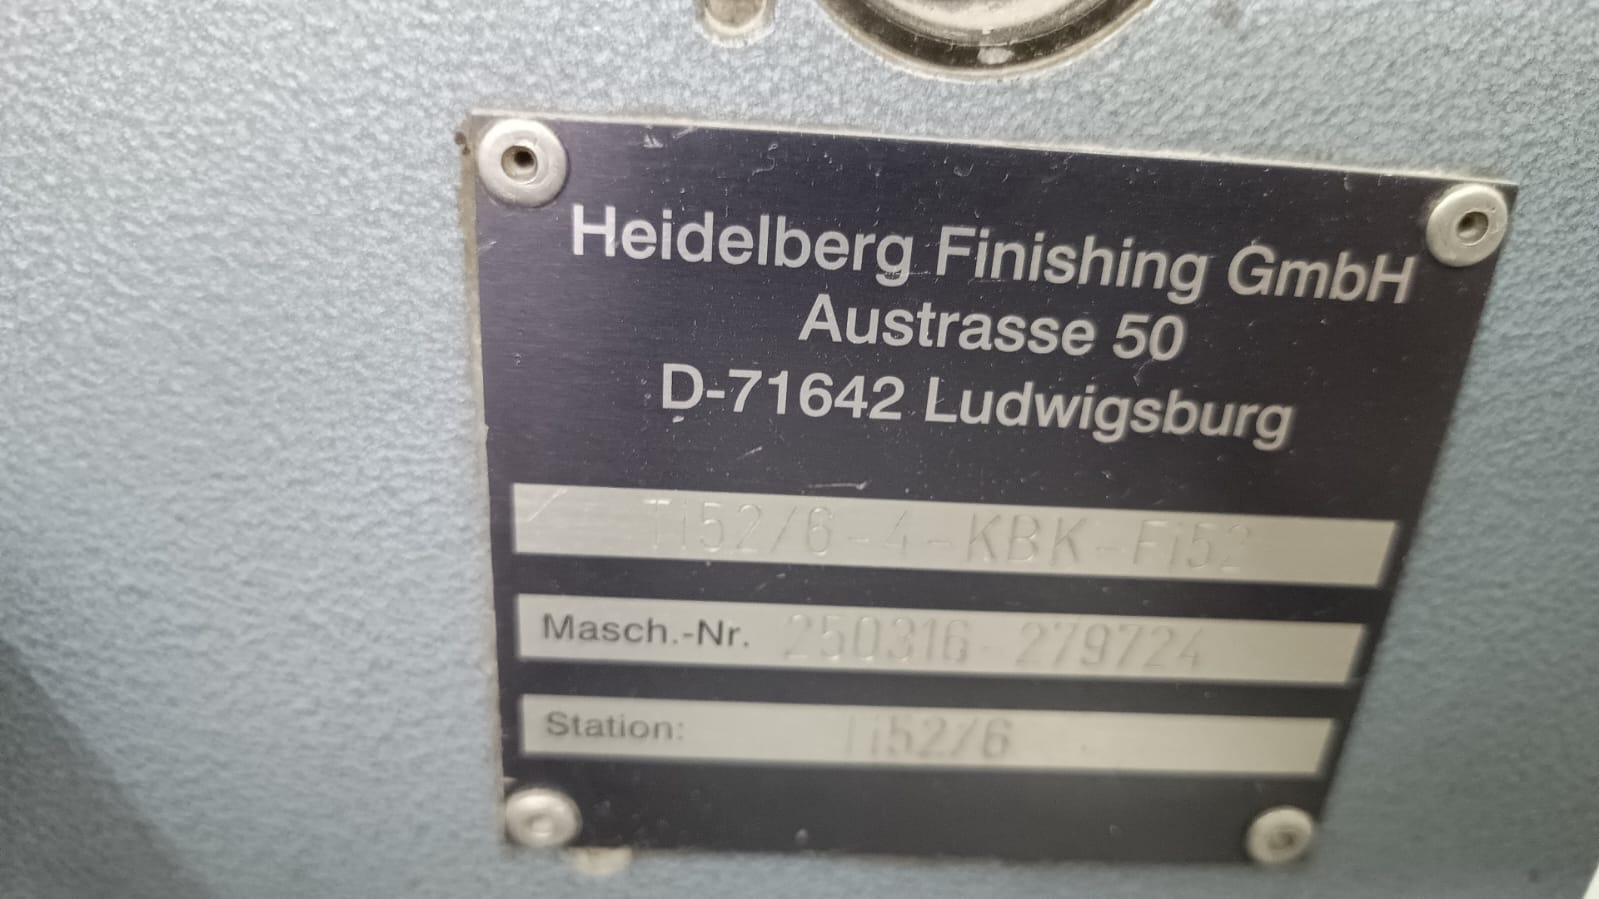 Heidelberg Finishing GmbH
Austrasse 50
D-71642 Ludwigsburg
Ti52/6-4-KBK-Fi52
Masch.-Nr. 250316-279724
Station: Ti52/6